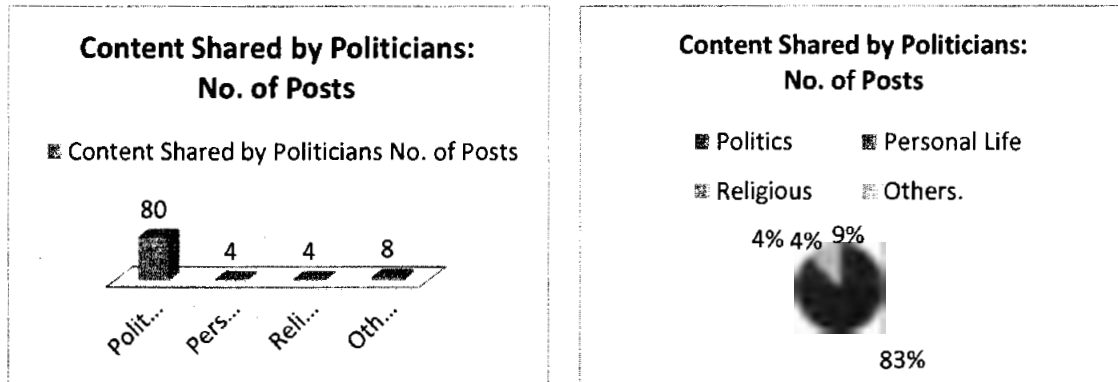 Content Shared by Politicians:
No. of Posts
Content Shared by Politicians No. of Posts
80
4
4
8
Polit...
Pers...
Reli...
Oth...
Content Shared by Politicians:
No. of Posts
Politics Personal Life
Religious Others.
4% 4% 9%
83%